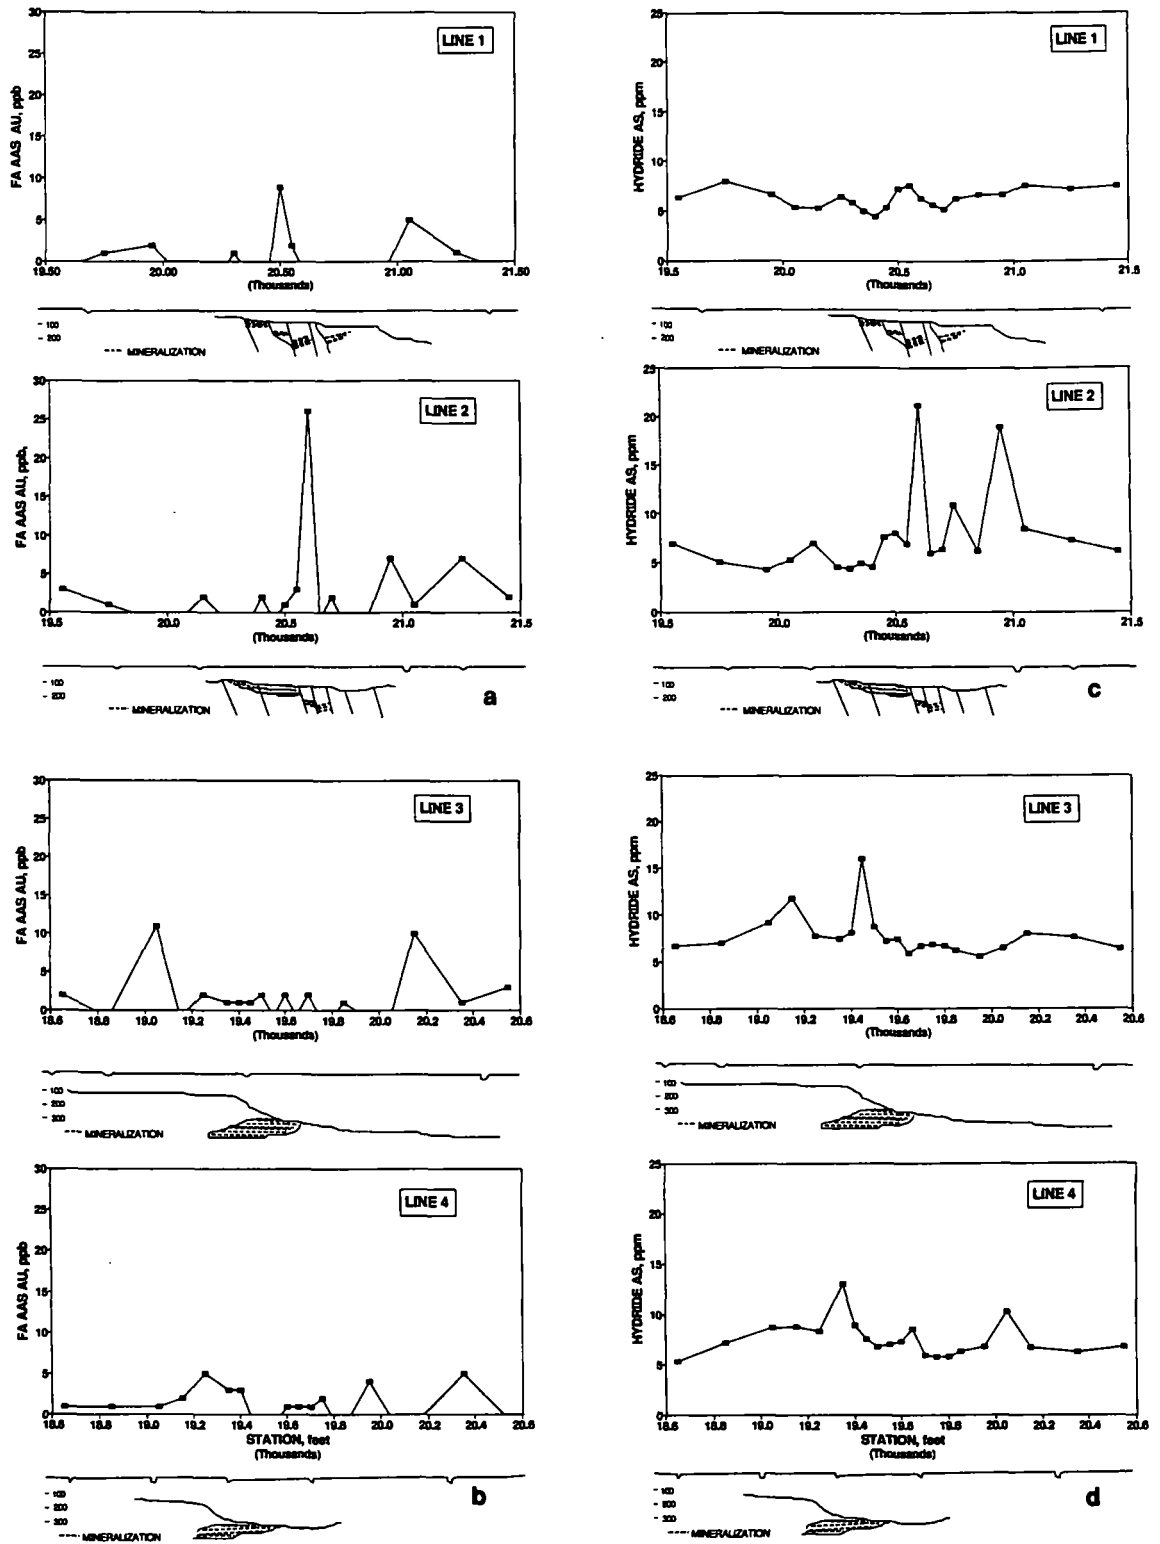 LINE 1
FA AAS AU, ppb
30
25
20
15
10
5
0
19.50 20.00 20.50 21.00 21.50
(Thousands)
- 100
- 200
---- MINERALIZATION
LINE 2
FA AAS AU, ppb,
30
25
20
15
10
5
0
19.5 20.0 20.5 21.0 21.5
(Thousands)
- 100
- 200
---- MINERALIZATION
a
LINE 3
FA AAS AU, ppb
30
25
20
15
10
5
0
18.6 18.8 19.0 19.2 19.4 19.6 19.8 20.0 20.2 20.4 20.6
(Thousands)
- 100
- 200
- 300
---- MINERALIZATION
LINE 4
FA AAS AU, ppb
30
25
20
15
10
5
0
18.6 18.8 19.0 19.2 19.4 19.6 19.8 20.0 20.2 20.4 20.6
STATION, feet
(Thousands)
- 100
- 200
- 300
---- MINERALIZATION
b
LINE 1
HYDRIDE AS, ppm
25
20
15
10
5
0
19.5 20.0 20.5 21.0 21.5
(Thousands)
- 100
- 200
---- MINERALIZATION
LINE 2
HYDRIDE AS, ppm
25
20
15
10
5
0
19.5 20.0 20.5 21.0 21.5
(Thousands)
- 100
- 200
---- MINERALIZATION
c
LINE 3
HYDRIDE AS, ppm
25
20
15
10
5
0
18.6 18.8 19.0 19.2 19.4 19.6 19.8 20.0 20.2 20.4 20.6
(Thousands)
- 100
- 200
- 300
---- MINERALIZATION
LINE 4
HYDRIDE AS, ppm
25
20
15
10
5
0
18.6 18.8 19.0 19.2 19.4 19.6 19.8 20.0 20.2 20.4 20.6
STATION, feet
(Thousands)
- 100
- 200
- 300
---- MINERALIZATION
d